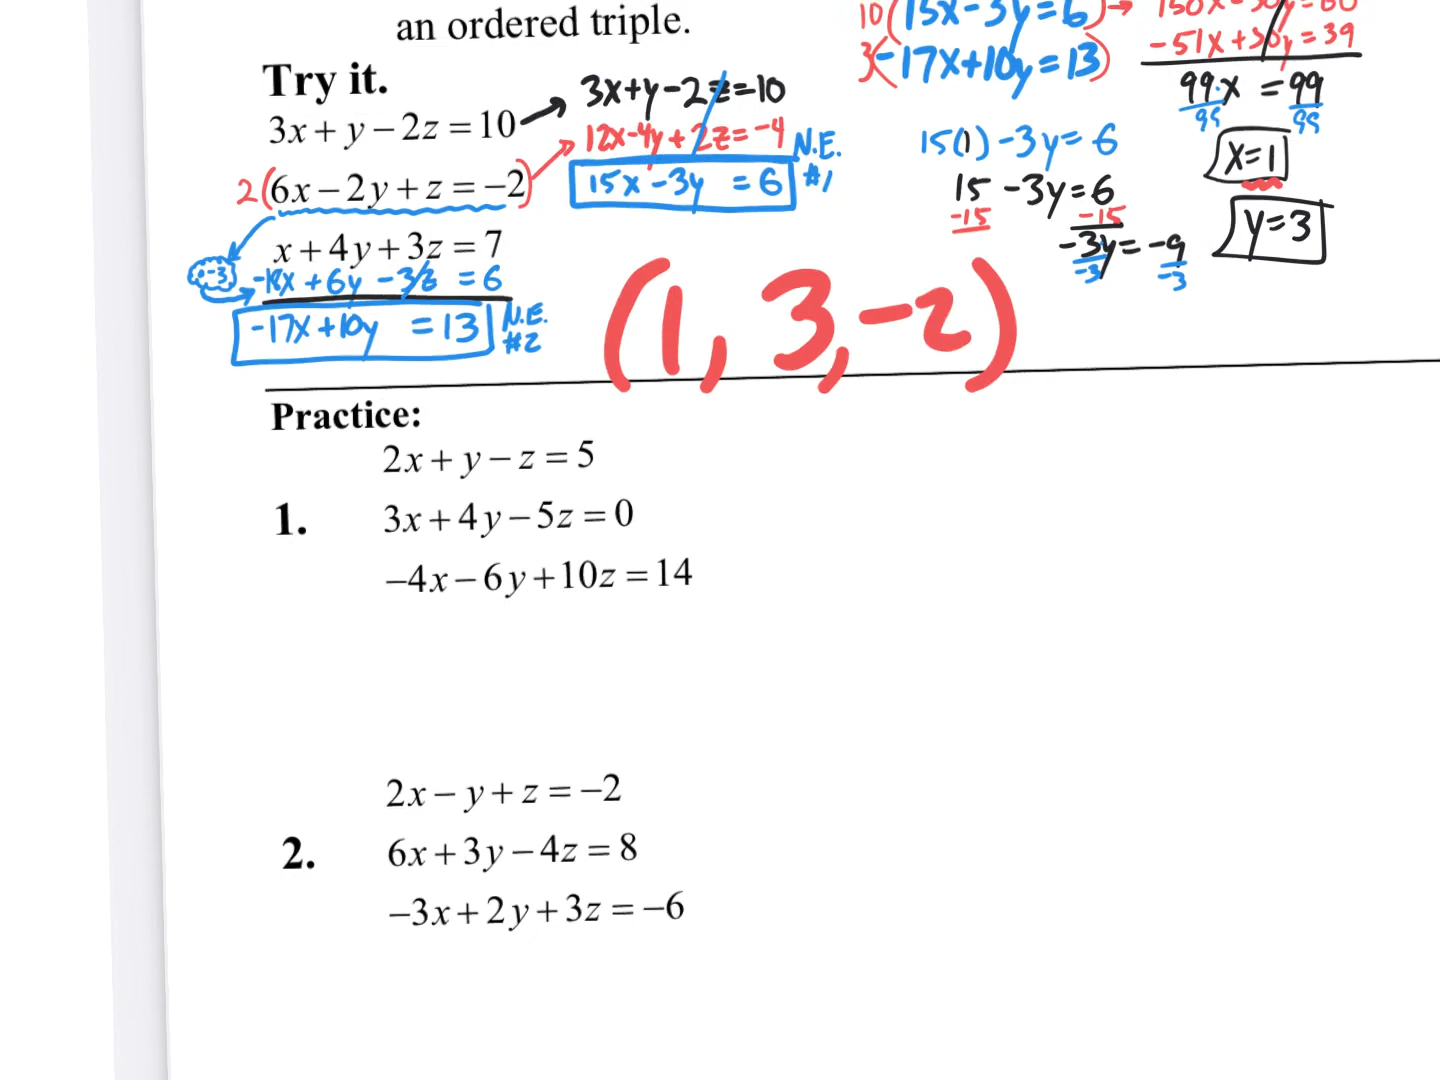 an ordered triple.
10(15x-3y=6)→
-51x+30y=39
3(-17x+10y=13)
Try it.
3x+y-2z=10
3x+y-2z=10
12x-4y+2z=-4
15x-3y =6
N.E. #1
2(6x-2y+z=-2)
x+4y+3z=7
·-3
-18x+6y-3z =6
-17x+10y =13
N.E. #2
99x =99
99 99
x=1
15(1)-3y=6
15-3y=6
-15 -15
-3y=-9
-3 -3
y=3
(1, 3, -2)
Practice:
2x+y-z=5
1. 3x+4y-5z=0
-4x-6y+10z=14
2x-y+z=-2
2. 6x+3y-4z=8
-3x+2y+3z=-6